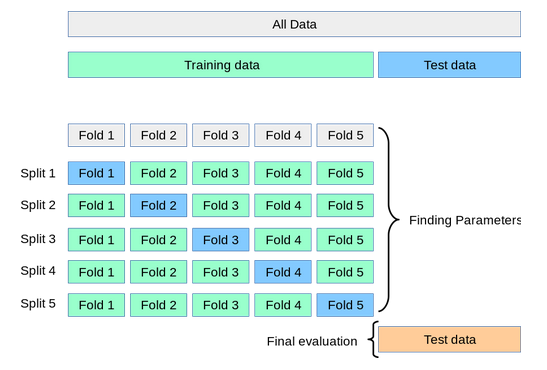 All Data
Training data Test data
Fold 1 Fold 2 Fold 3 Fold 4 Fold 5
Split 1 Fold 1 Fold 2 Fold 3 Fold 4 Fold 5
Split 2 Fold 1 Fold 2 Fold 3 Fold 4 Fold 5
Finding Parameters
Split 3 Fold 1 Fold 2 Fold 3 Fold 4 Fold 5
Split 4 Fold 1 Fold 2 Fold 3 Fold 4 Fold 5
Split 5 Fold 1 Fold 2 Fold 3 Fold 4 Fold 5
Final evaluation Test data